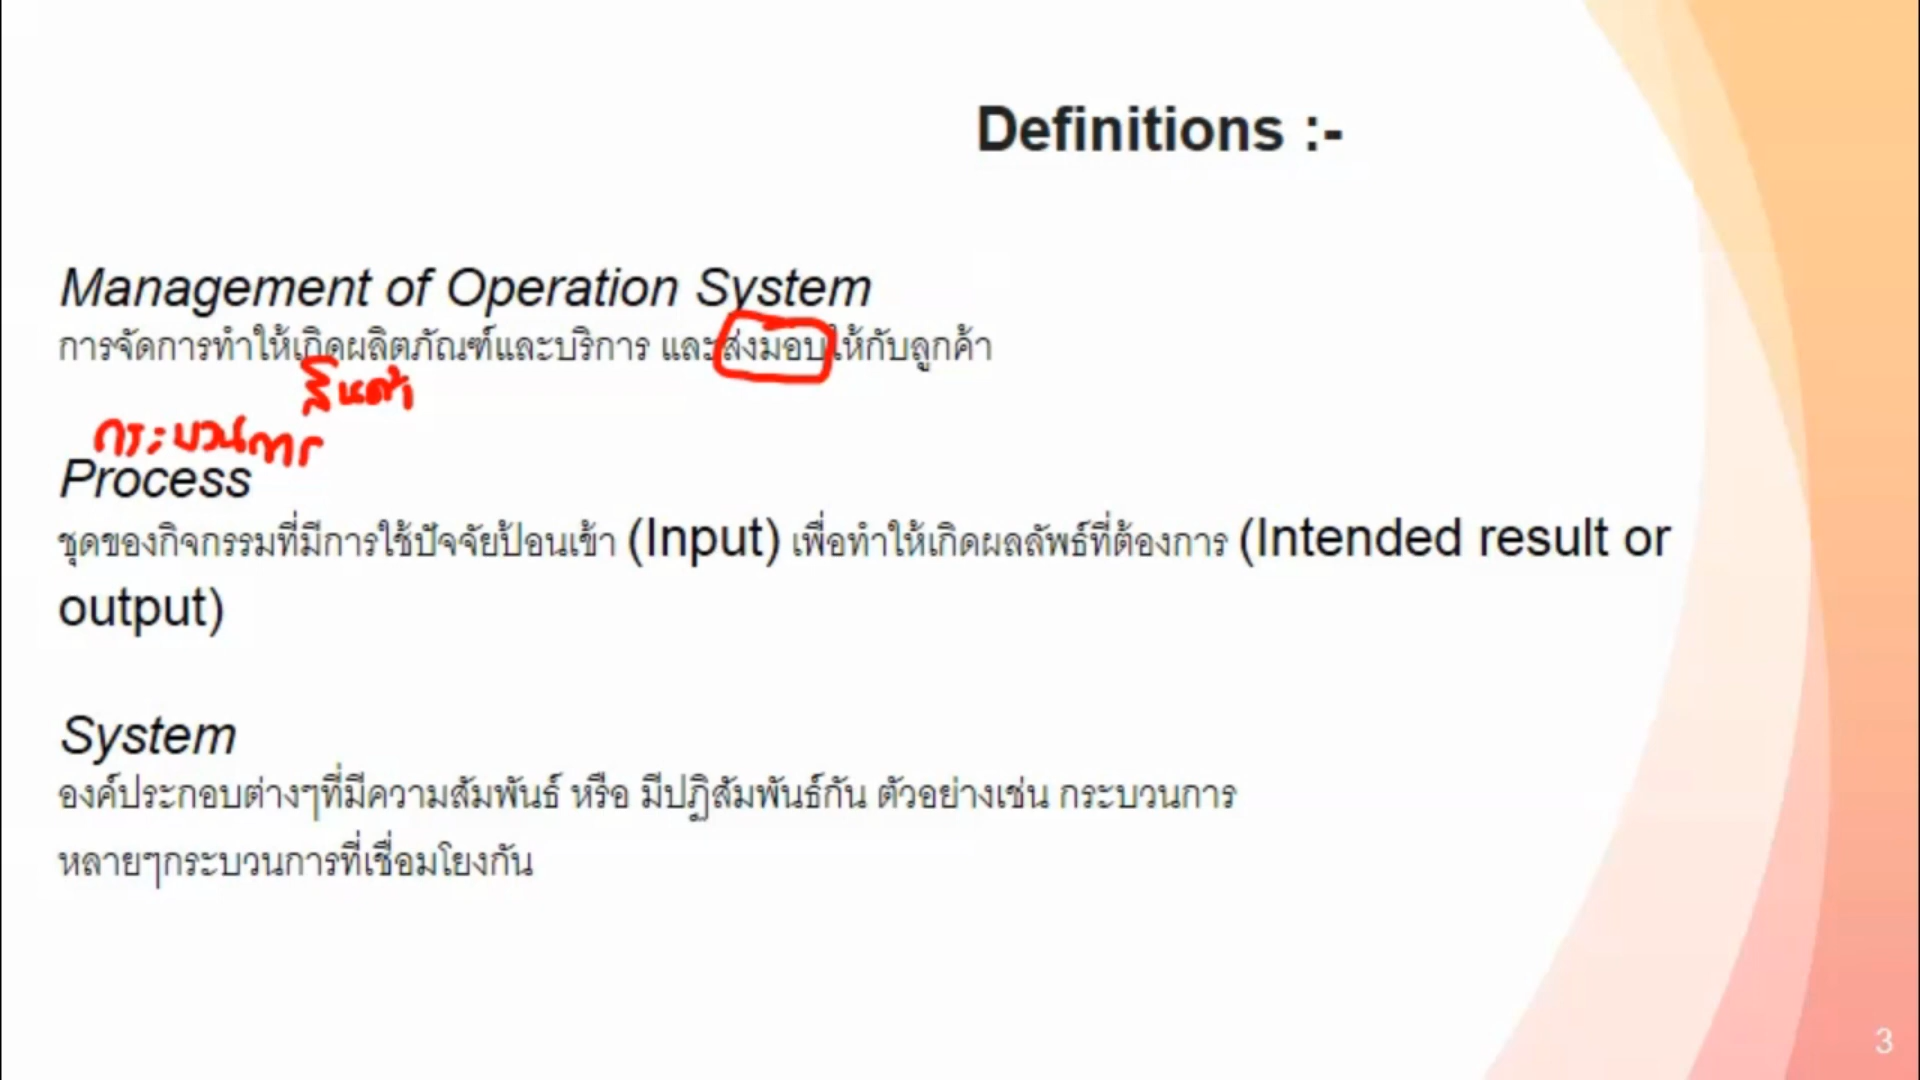 Definitions :-
Management of Operation System
การจัดการทำให้เกิดผลิตภัณฑ์และบริการ และส่งมอบให้กับลูกค้า
สินค้า
กระบวนการ
Process
ชุดของกิจกรรมที่มีการใช้ปัจจัยป้อนเข้า (Input) เพื่อทำให้เกิดผลลัพธ์ที่ต้องการ (Intended result or
output)
System
องค์ประกอบต่างๆที่มีความสัมพันธ์ หรือ มีปฏิสัมพันธ์กัน ตัวอย่างเช่น กระบวนการ
หลายๆกระบวนการที่เชื่อมโยงกัน
3